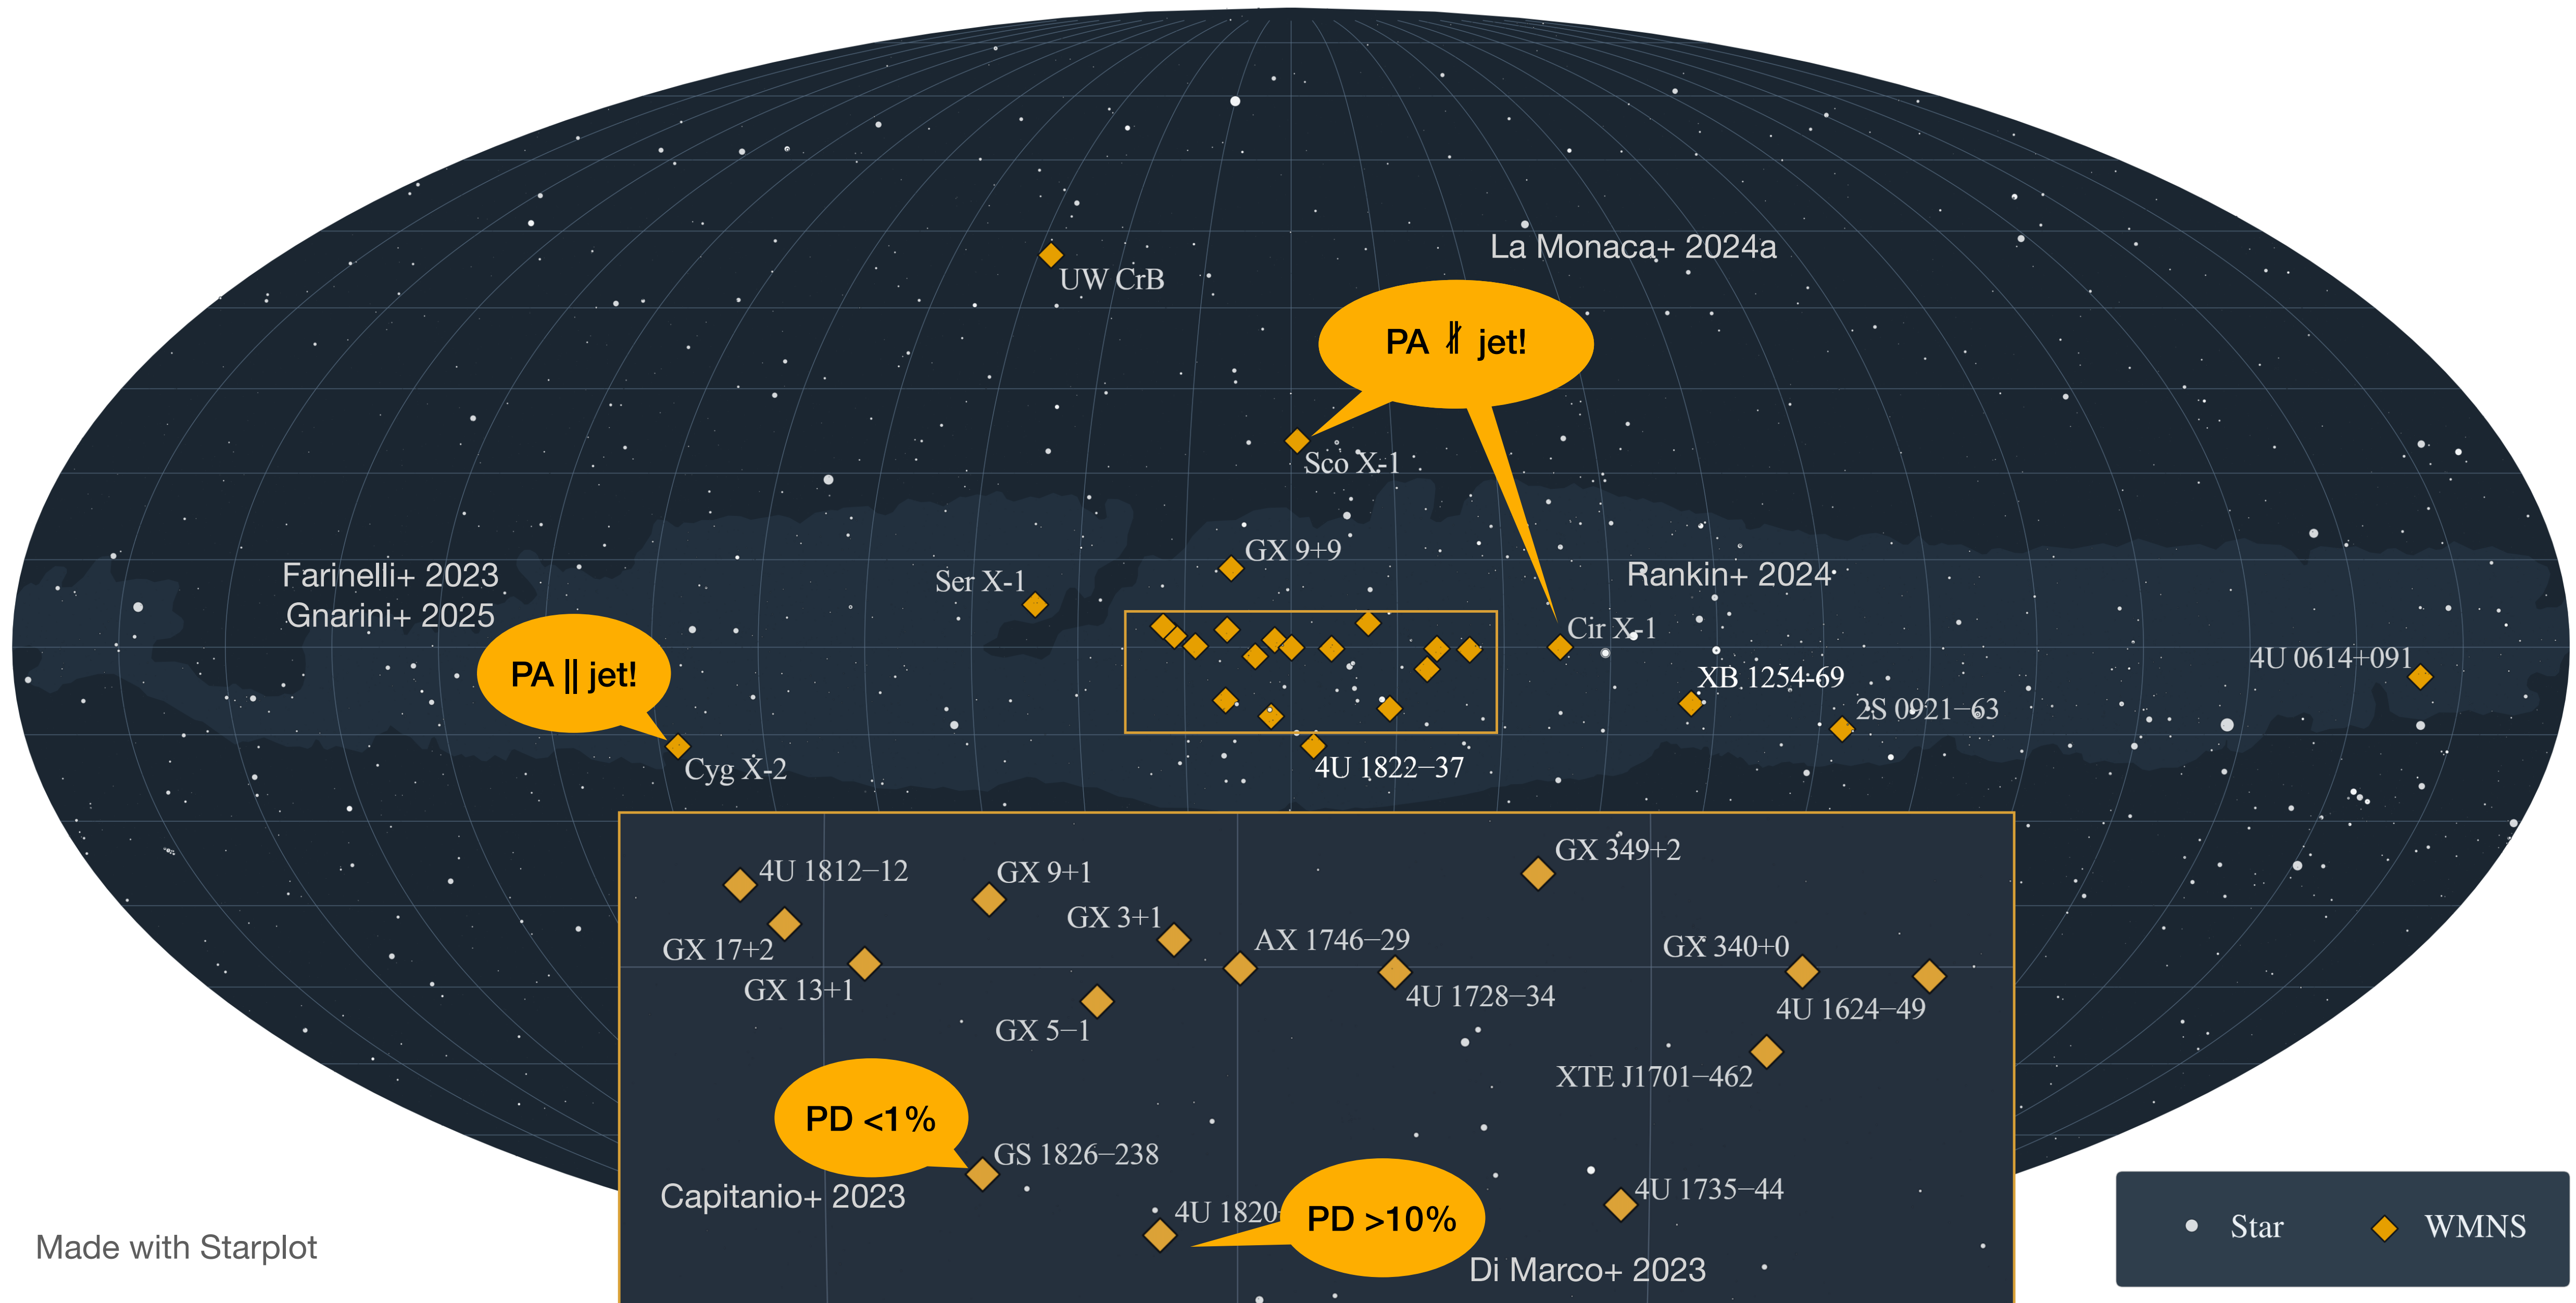 La Monaca+ 2024a
UW CrB
PA ∦ jet!
Sco X-1
GX 9+9
Farinelli+ 2023
Gnarini+ 2025
Ser X-1
Rankin+ 2024
Cir X-1
PA || jet!
4U 0614+091
XB 1254-69
2S 0921−63
Cyg X-2
4U 1822−37
GX 349+2
4U 1812−12
GX 9+1
GX 3+1
GX 17+2
AX 1746−29
GX 340+0
GX 13+1
4U 1728−34
4U 1624−49
GX 5−1
XTE J1701−462
PD <1%
GS 1826−238
Capitanio+ 2023
4U 1735−44
4U 1820
PD >10%
Di Marco+ 2023
Made with Starplot
Star
WMNS